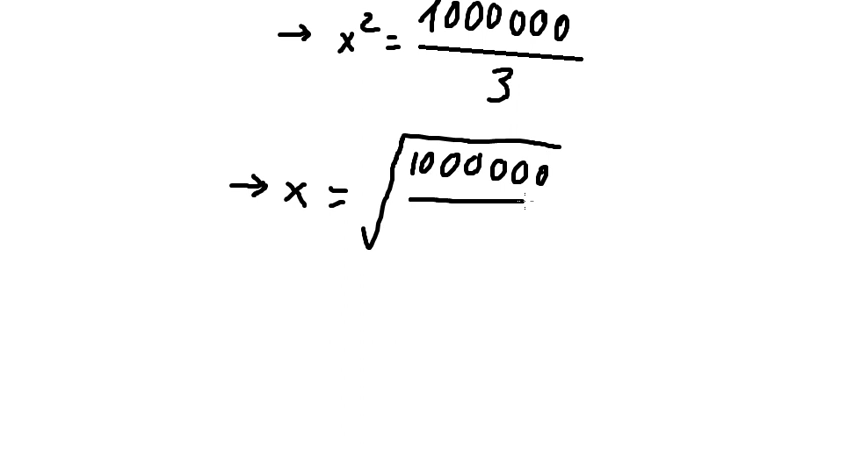 → x² = 1000000 / 3
→ x = √1000000